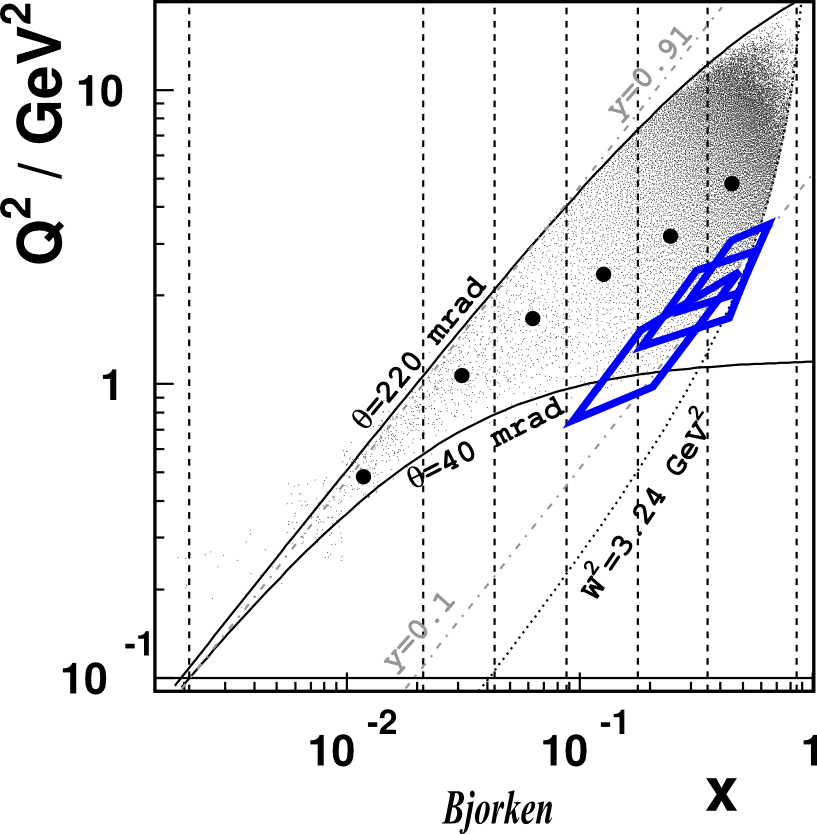 Q² / GeV²
10
1
10⁻¹
10⁻²
10⁻¹
1
Bjorken
x
y=0.91
θ=220 mrad
θ=40 mrad
y=0.1
W²=3.24 GeV²